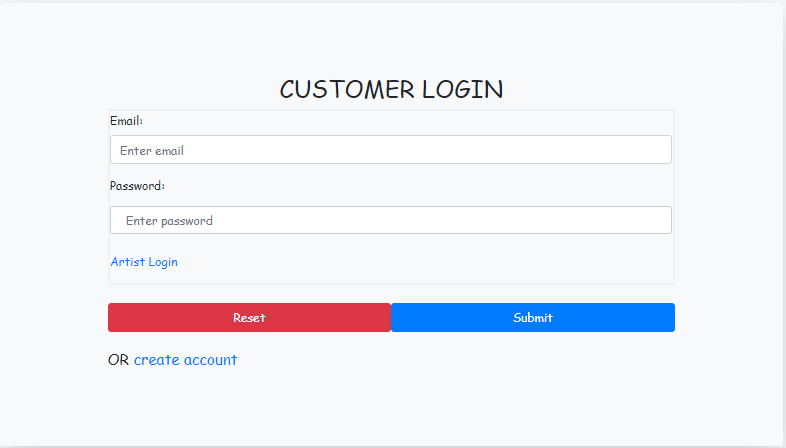 CUSTOMER LOGIN
Email:
Enter email
Password:
Enter password
Artist Login
Reset Submit
OR create account